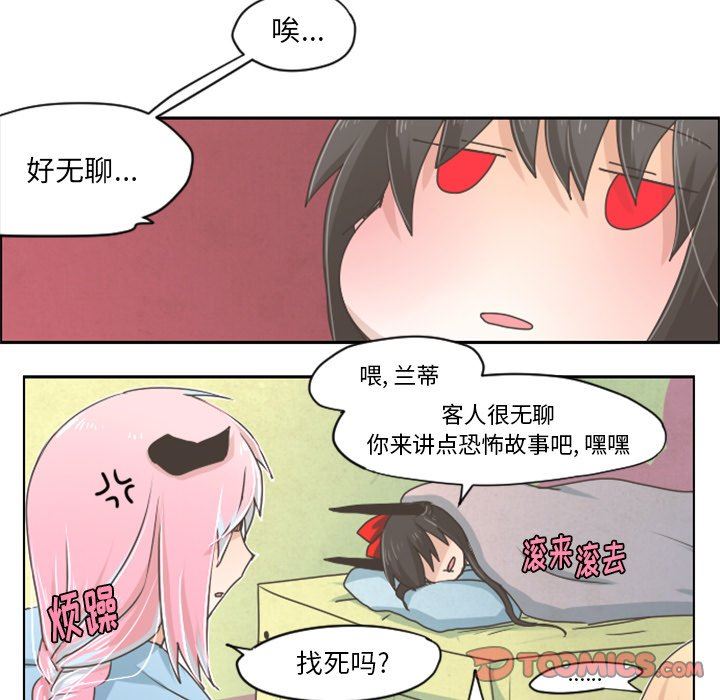 唉...
好无聊...
喂, 兰蒂
客人很无聊
你来讲点恐怖故事吧, 嘿嘿
滚来滚去
烦躁
找死吗?
......
TOOMICS.com